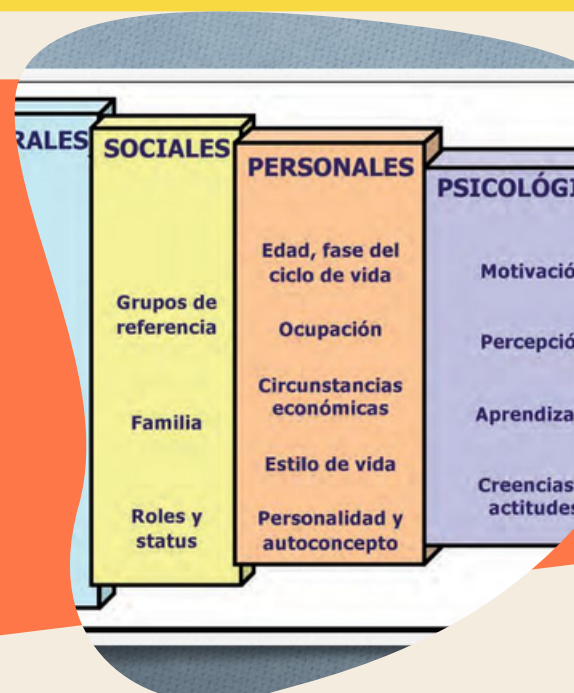 RALES
SOCIALES
Grupos de
referencia
Familia
Roles y
status
PERSONALES
Edad, fase del
ciclo de vida
Ocupación
Circunstancias
económicas
Estilo de vida
Personalidad y
autoconcepto
PSICOLÓGI
Motivació
Percepció
Aprendiza
Creencias
actitudes